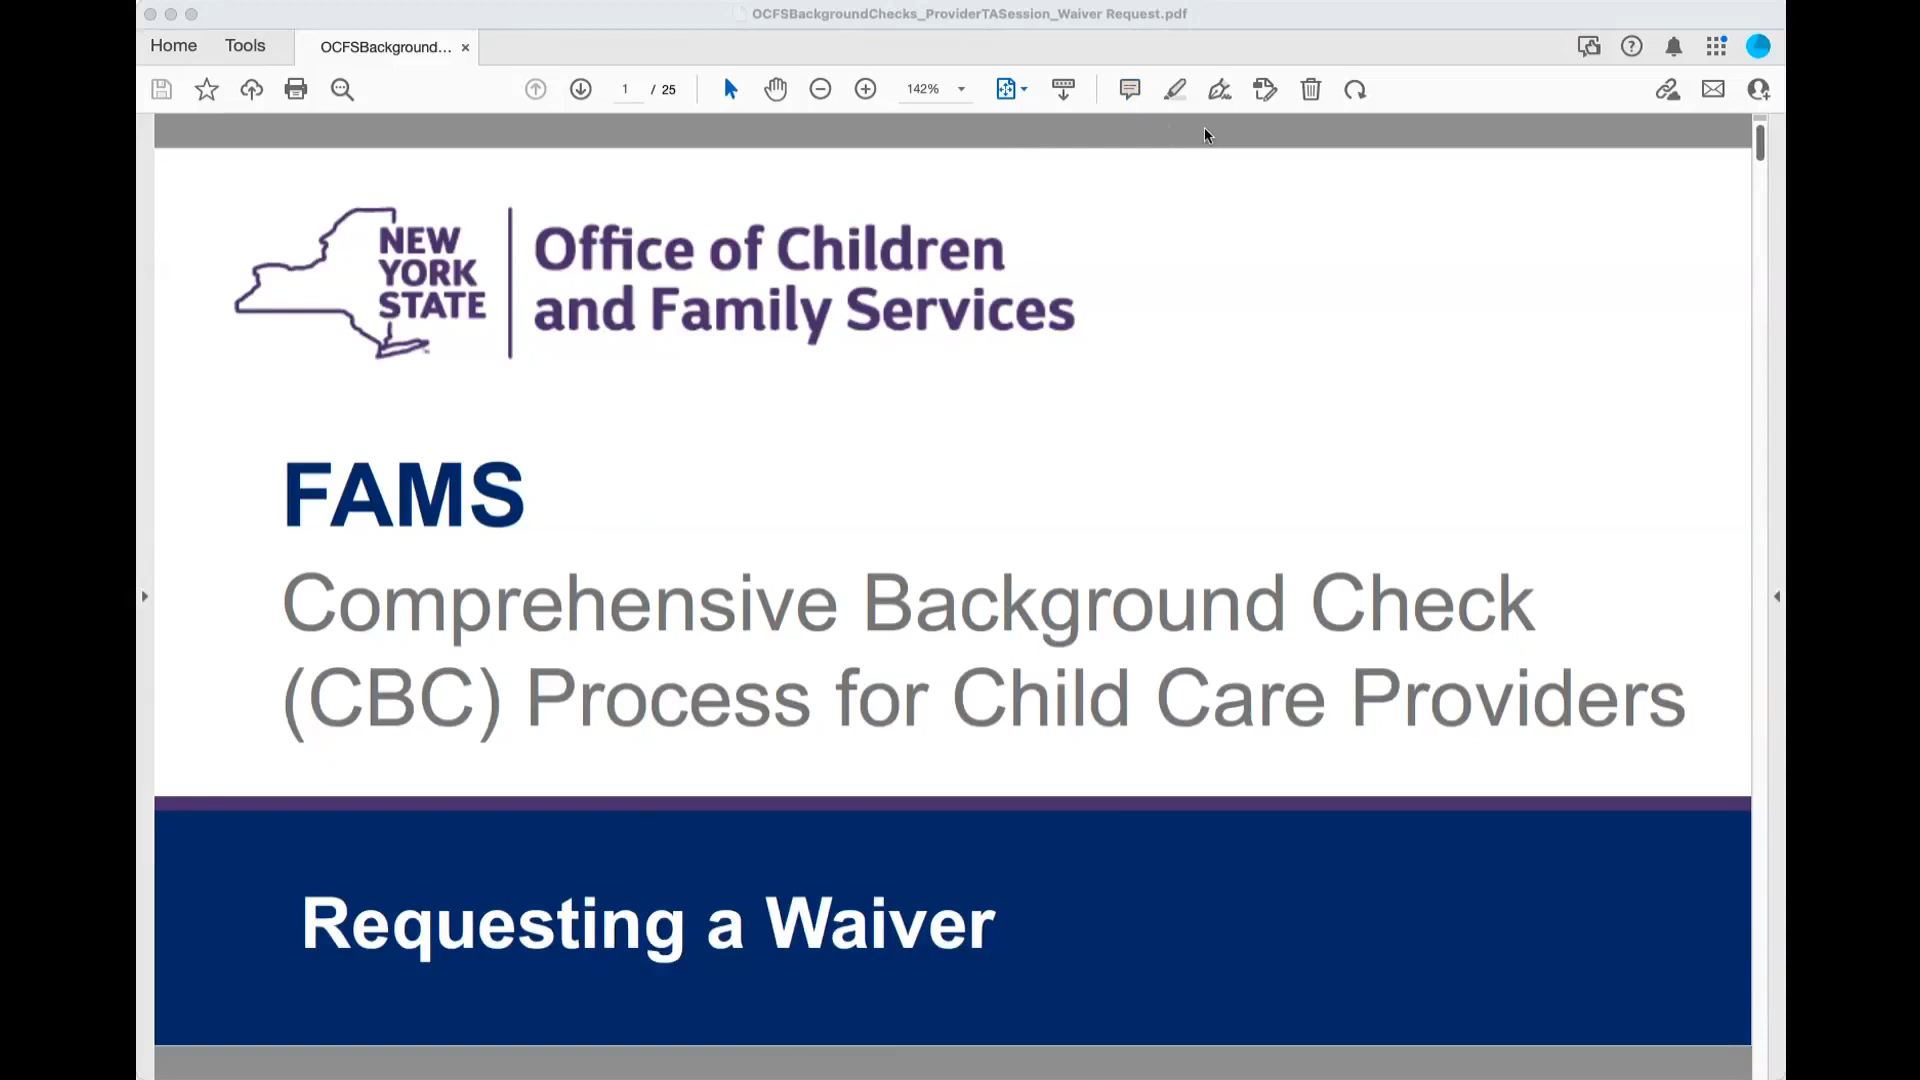 OCFSBackgroundChecks_ProviderTASession_Waiver Request.pdf
Home Tools OCFSBackground... ×
1 / 25 142%
NEW
YORK
STATE
Office of Children
and Family Services
FAMS
Comprehensive Background Check
(CBC) Process for Child Care Providers
Requesting a Waiver